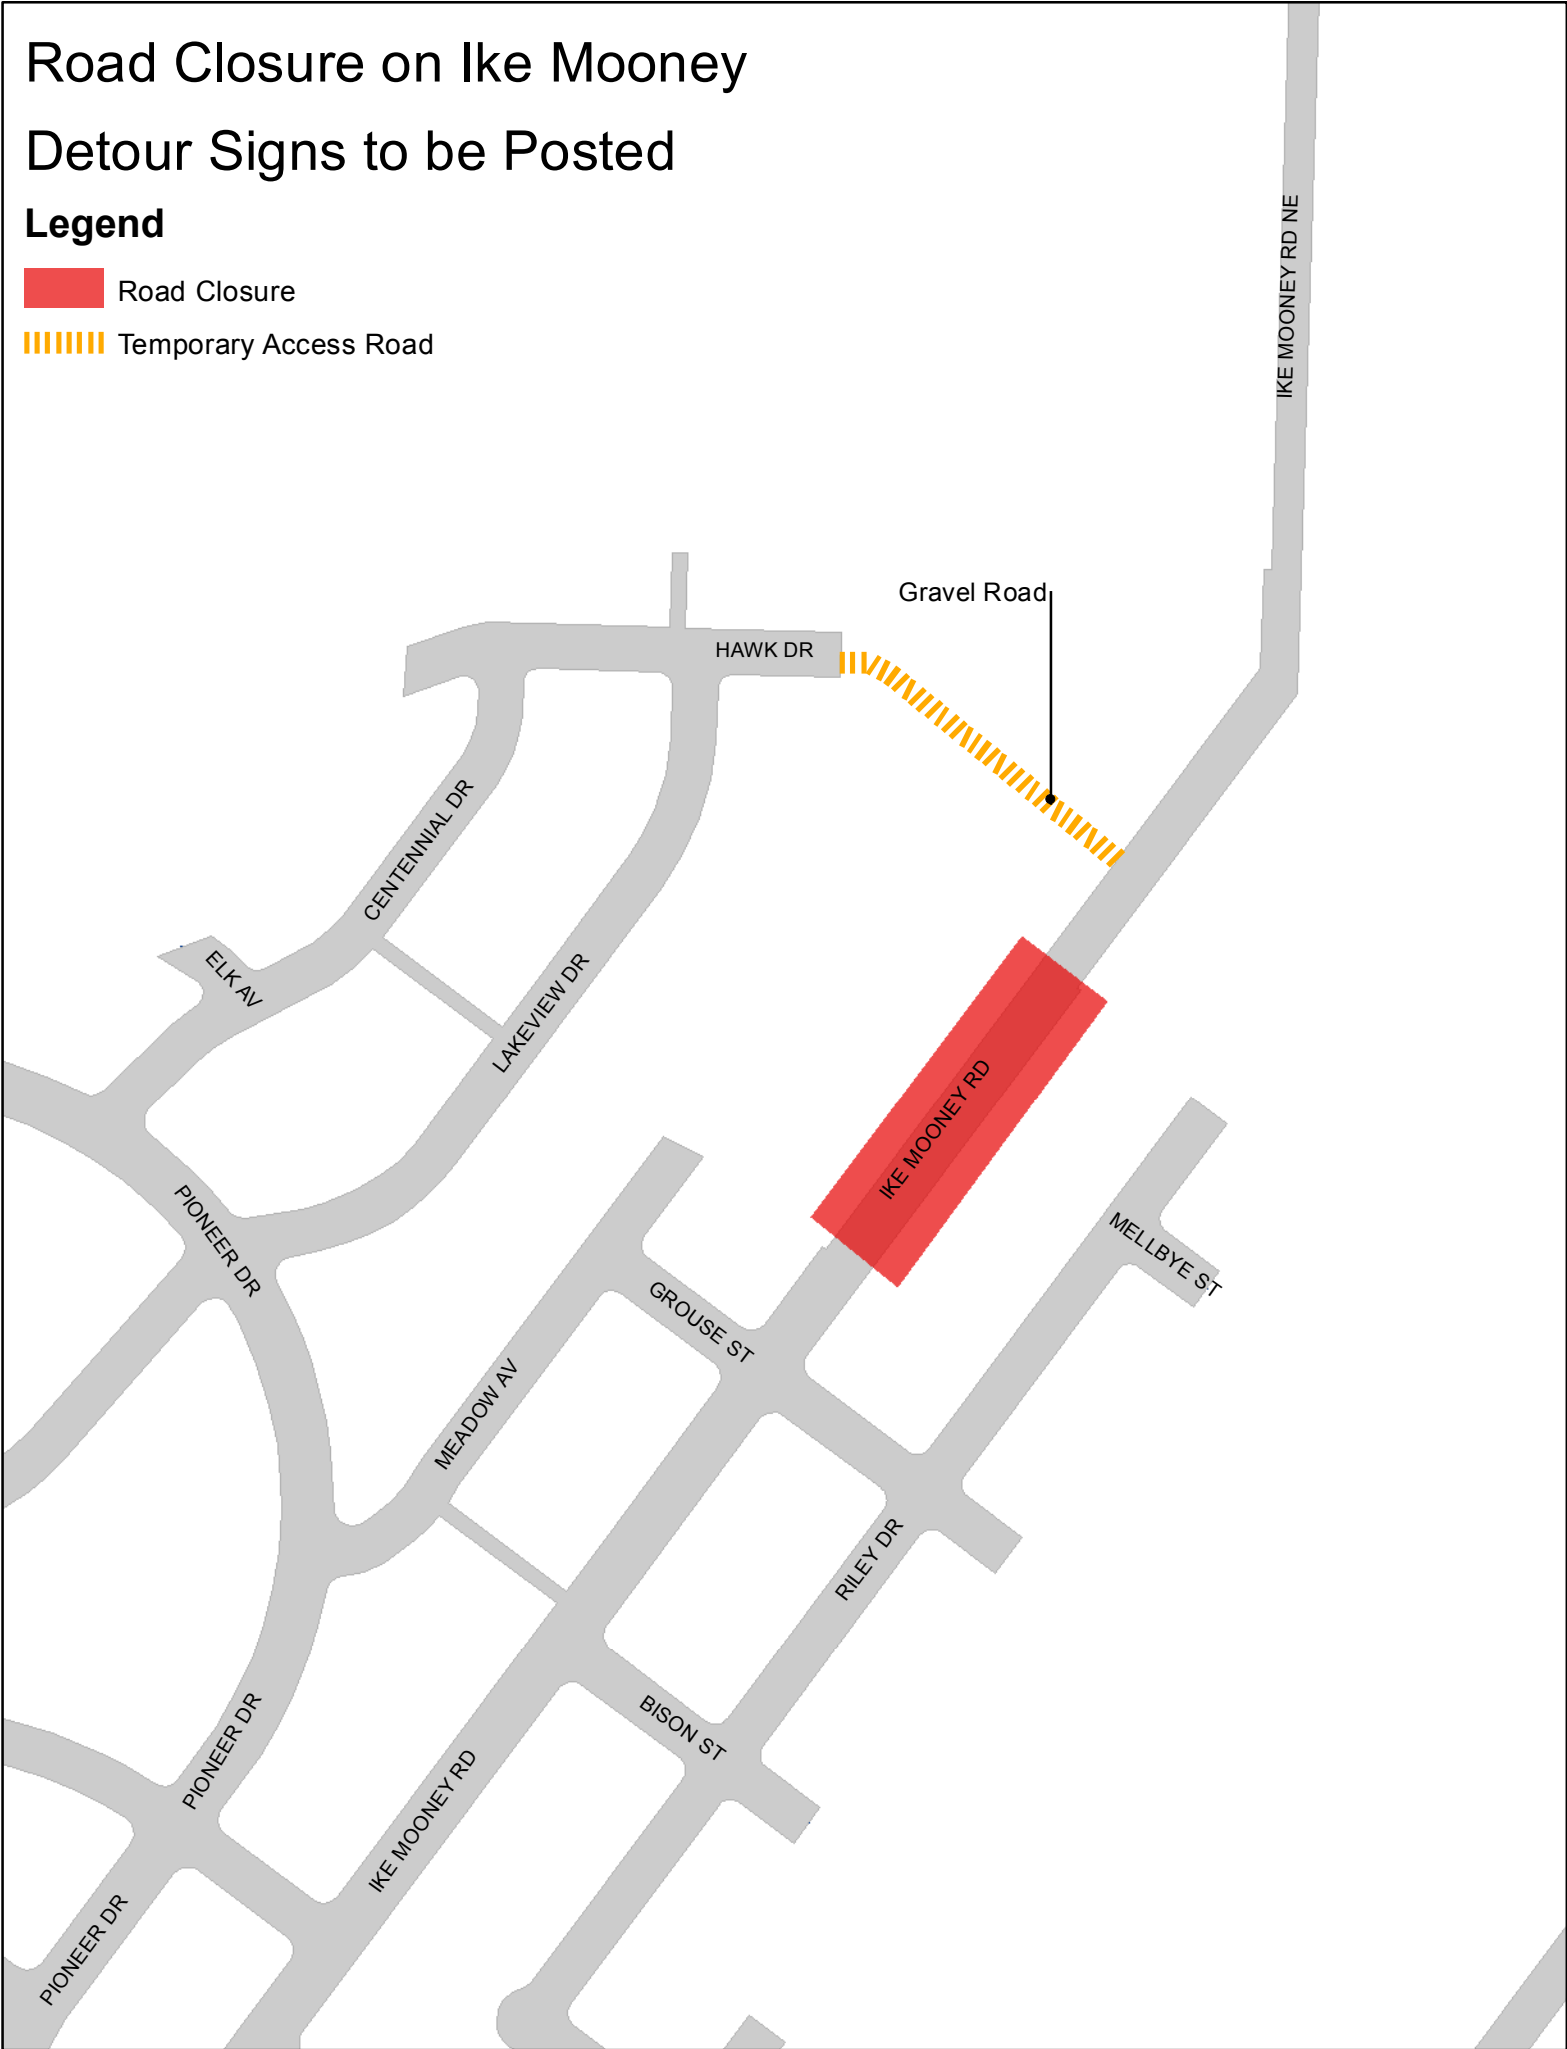 Road Closure on Ike Mooney
Detour Signs to be Posted
Legend
Road Closure
Temporary Access Road
IKE MOONEY RD NE
Gravel Road
HAWK DR
CENTENNIAL DR
ELK AV
LAKEVIEW DR
IKE MOONEY RD
PIONEER DR
MELLBYE ST
GROUSE ST
MEADOW AV
RILEY DR
BISON ST
PIONEER DR
IKE MOONEY RD
PIONEER DR